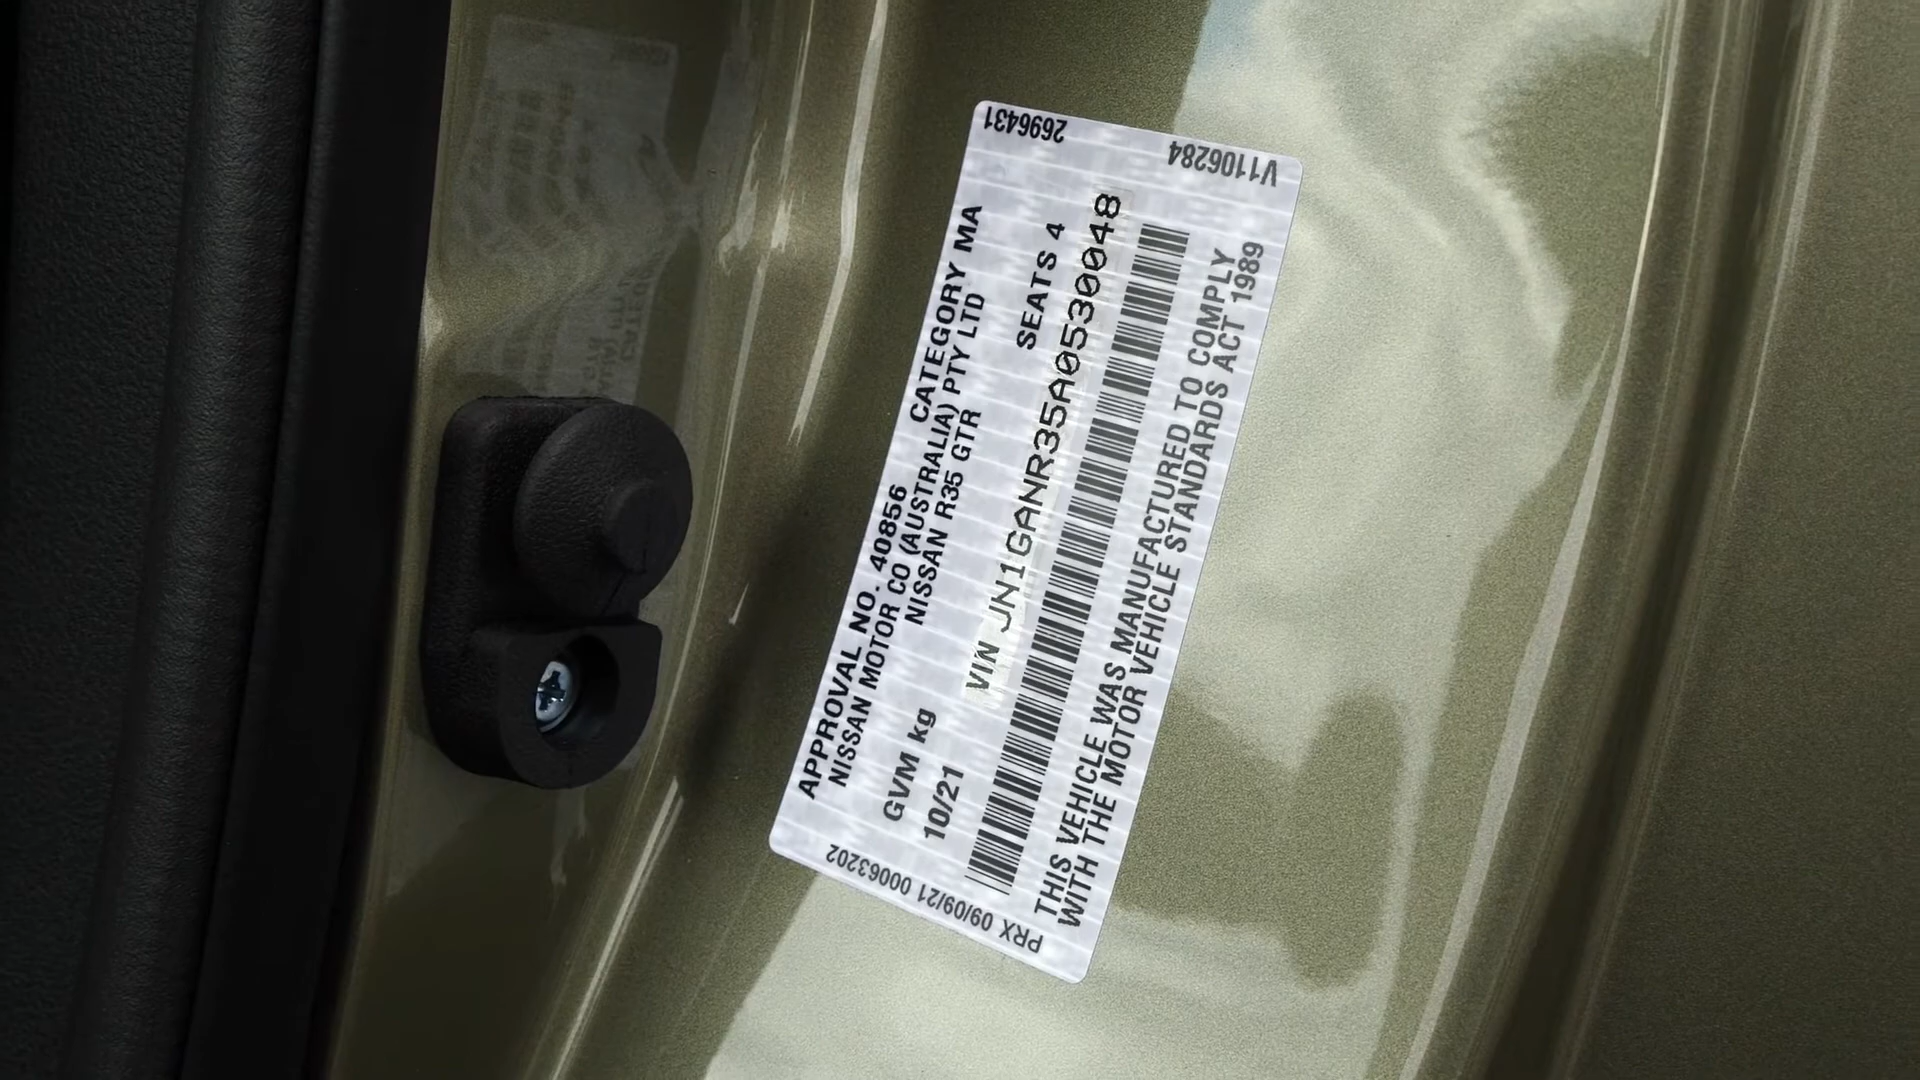 2696431
V1106284
APPROVAL NO. 40856 CATEGORY MA
NISSAN MOTOR CO (AUSTRALIA) PTY LTD
NISSAN R35 GTR
GVM kg SEATS 4
10/21
VIN JN1GANR35A0530048
THIS VEHICLE WAS MANUFACTURED TO COMPLY
WITH THE MOTOR VEHICLE STANDARDS ACT 1989
PRX 09/09/21 00063202